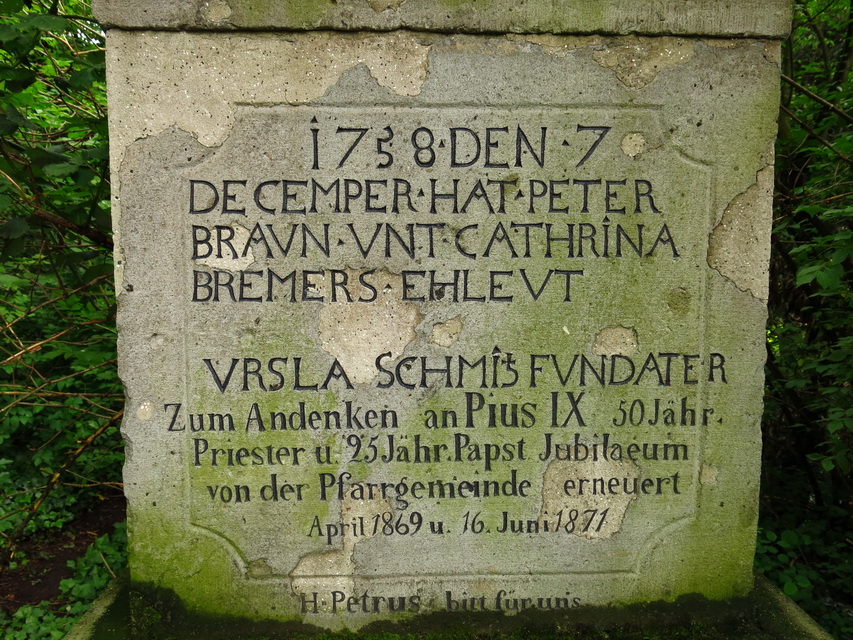 1758·DEN·7
DECEMPER·HAT·PETER
BRAVN·VNT·CATHRINA
BREMERS·EHLEVT
VRSLA SCHMIß FVNDATER
Zum Andenken an Pius IX 50 Jähr.
Priester u. 25 Jähr. Papst Jubilaeum
von der Pfarrgemeinde erneuert
April 1869 u. 16. Juni 1871
H. Petrus bitt für uns